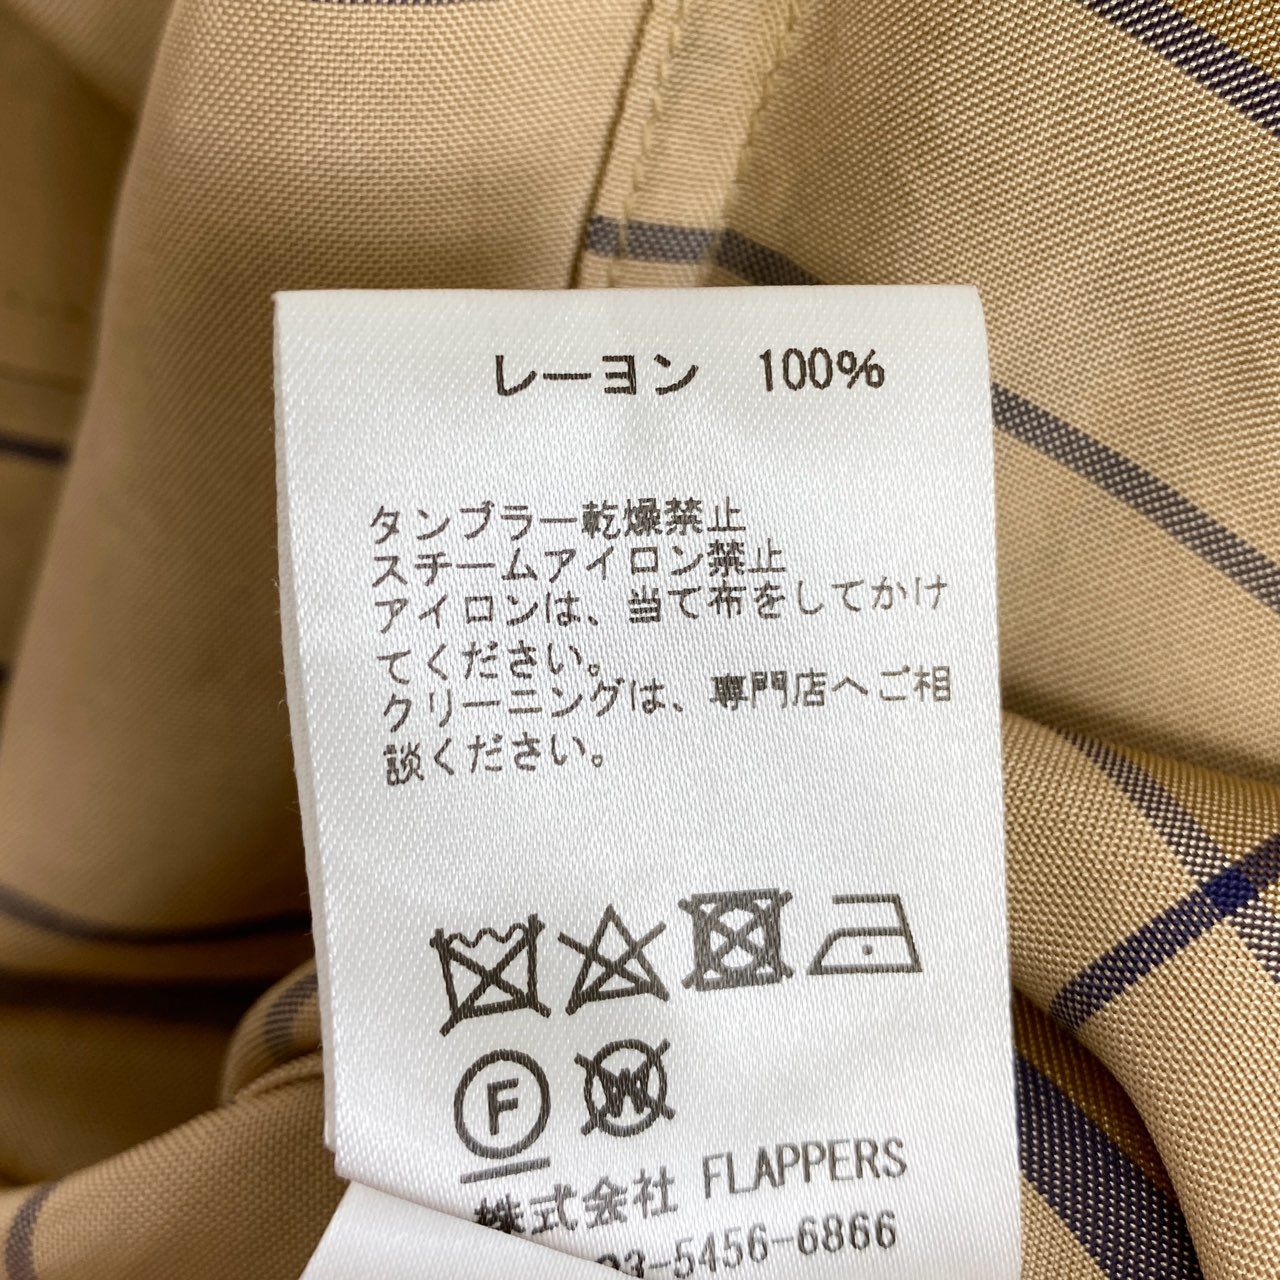 レーヨン 100%
タンブラー乾燥禁止
スチームアイロン禁止
アイロンは、当て布をしてかけ
てください。
クリーニングは、専門店へご相
談ください。
F
W
株式会社 FLAPPERS
03-5456-6866